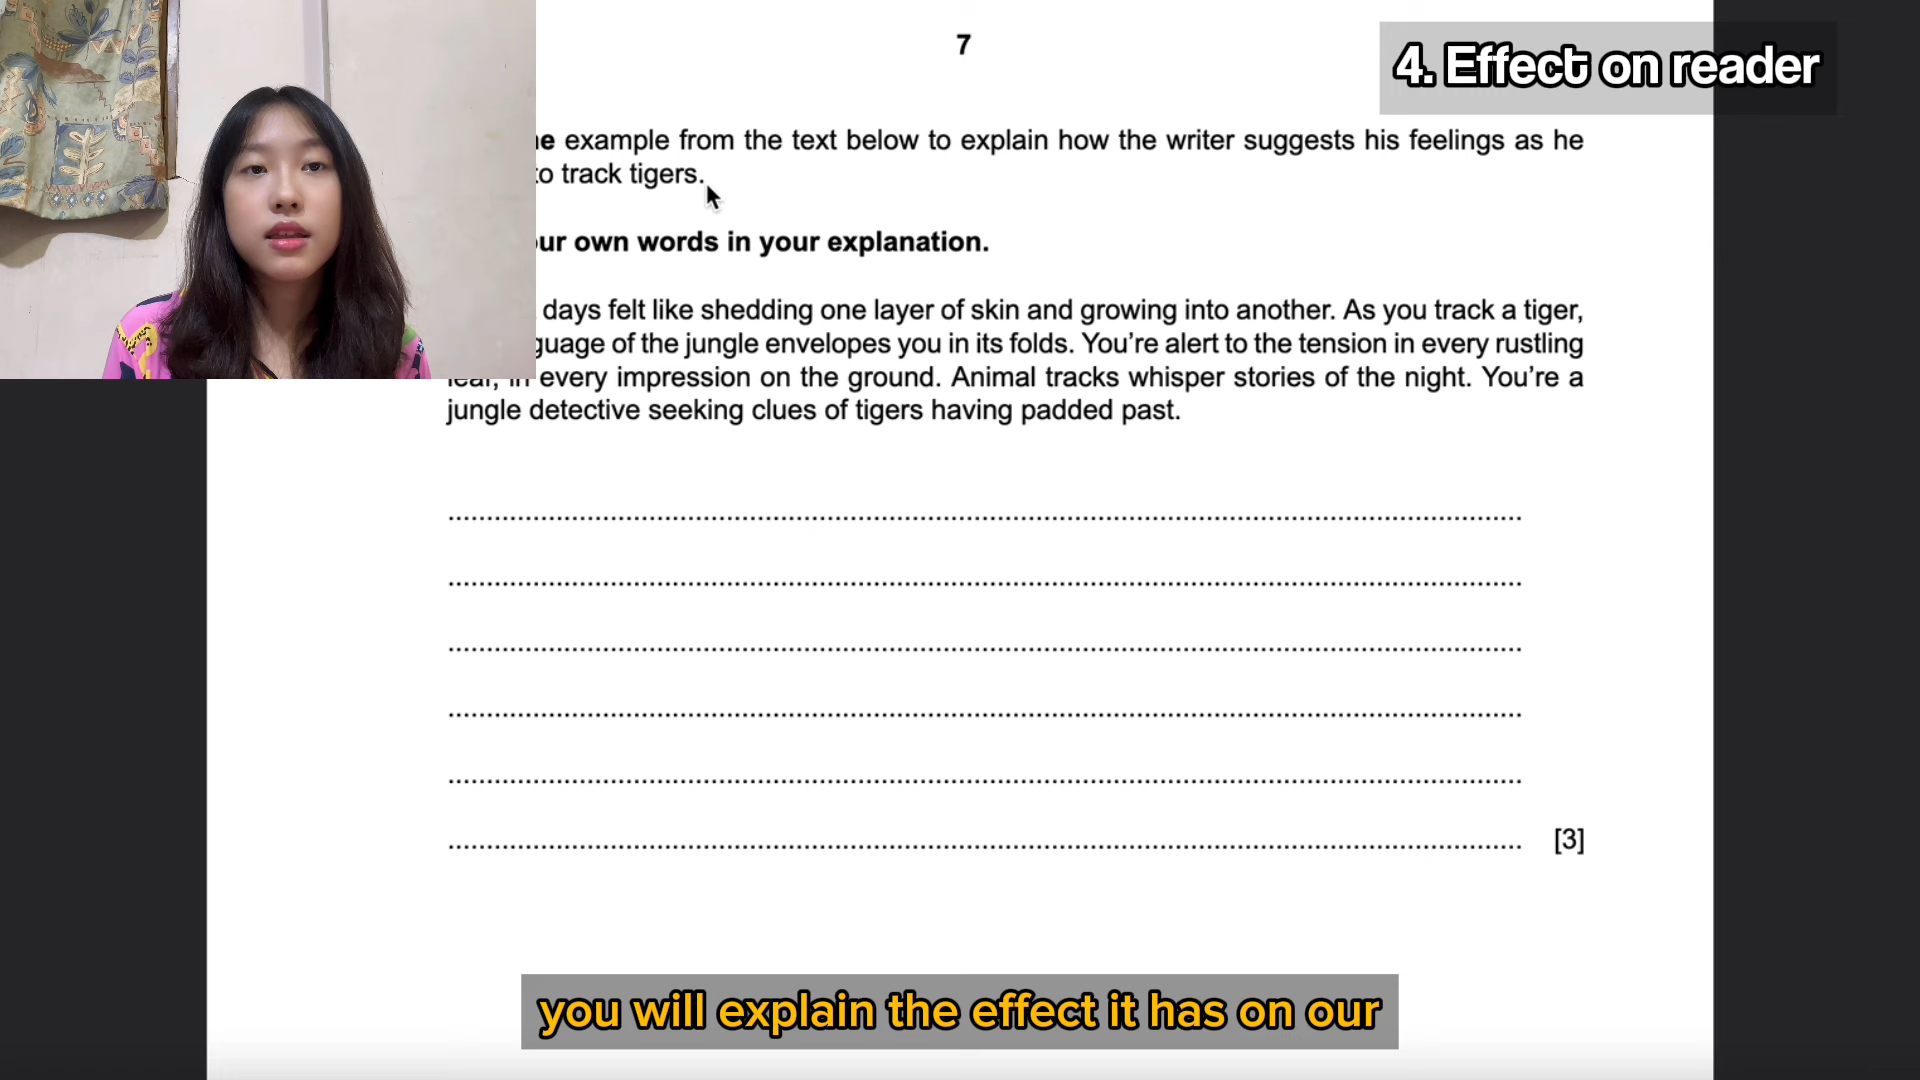 7
4. Effect on reader
example from the text below to explain how the writer suggests his feelings as he
to track tigers.
own words in your explanation.
days felt like shedding one layer of skin and growing into another. As you track a tiger,
of the jungle envelopes you in its folds. You're alert to the tension in every rustling
in every impression on the ground. Animal tracks whisper stories of the night. You're a
jungle detective seeking clues of tigers having padded past.
[3]
you will explain the effect it has on our